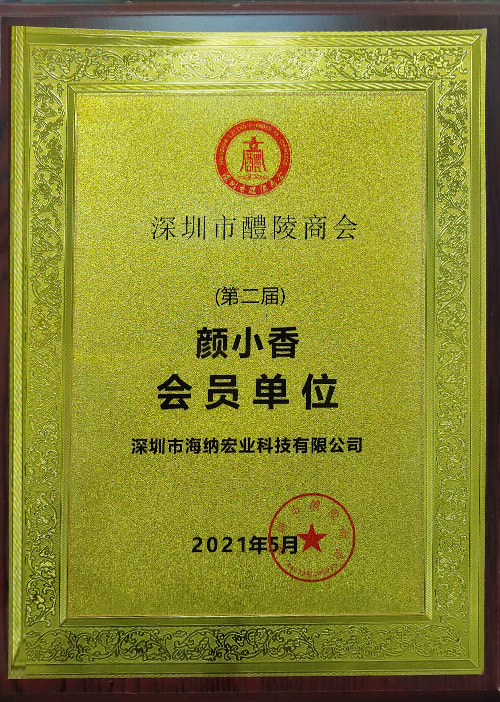 深圳市醴陵商会
(第二届)
颜小香
会员单位
深圳市海纳宏业科技有限公司
2021年5月